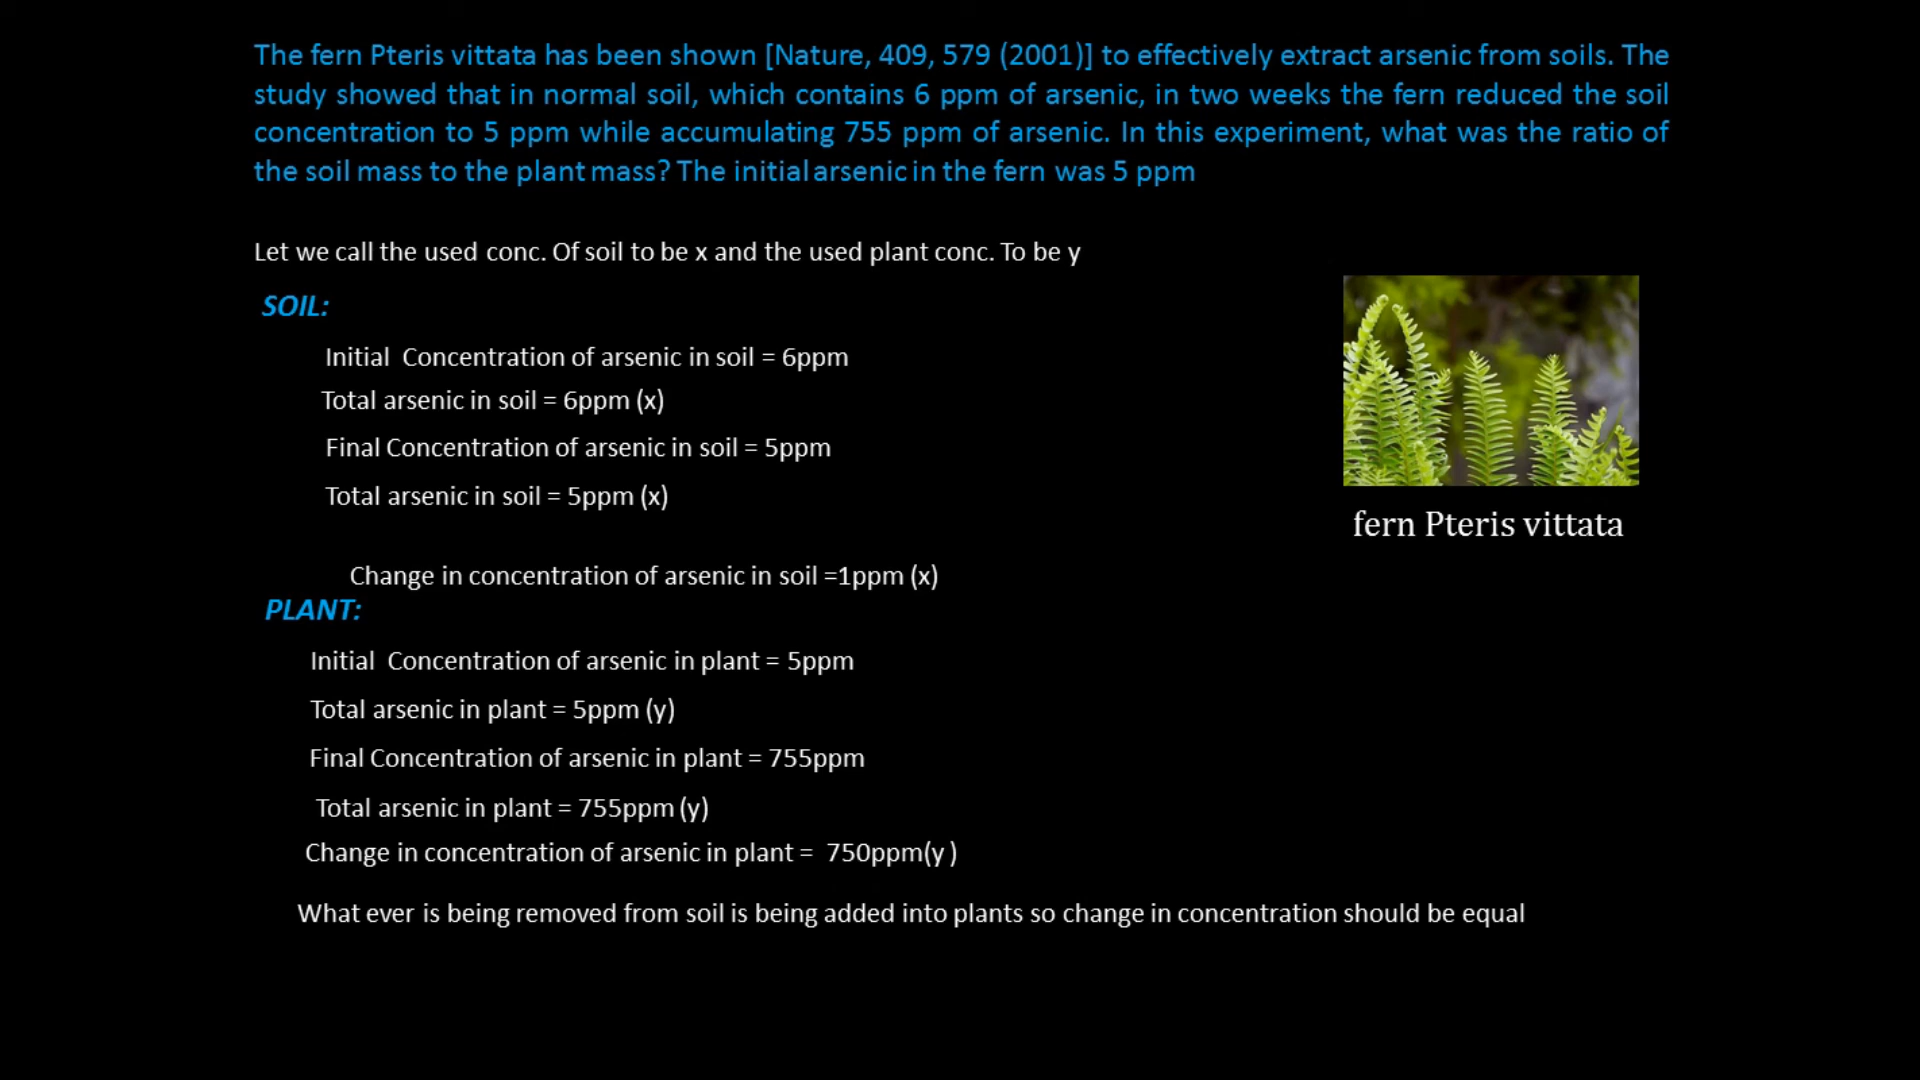 The fern Pteris vittata has been shown [Nature, 409, 579 (2001)] to effectively extract arsenic from soils. The
study showed that in normal soil, which contains 6 ppm of arsenic, in two weeks the fern reduced the soil
concentration to 5 ppm while accumulating 755 ppm of arsenic. In this experiment, what was the ratio of
the soil mass to the plant mass? The initial arsenic in the fern was 5 ppm
Let we call the used conc. Of soil to be x and the used plant conc. To be y
SOIL:
Initial Concentration of arsenic in soil = 6ppm
Total arsenic in soil = 6ppm (x)
Final Concentration of arsenic in soil = 5ppm
Total arsenic in soil = 5ppm (x)
fern Pteris vittata
Change in concentration of arsenic in soil =1ppm (x)
PLANT:
Initial Concentration of arsenic in plant = 5ppm
Total arsenic in plant = 5ppm (y)
Final Concentration of arsenic in plant = 755ppm
Total arsenic in plant = 755ppm (y)
Change in concentration of arsenic in plant = 750ppm(y )
What ever is being removed from soil is being added into plants so change in concentration should be equal